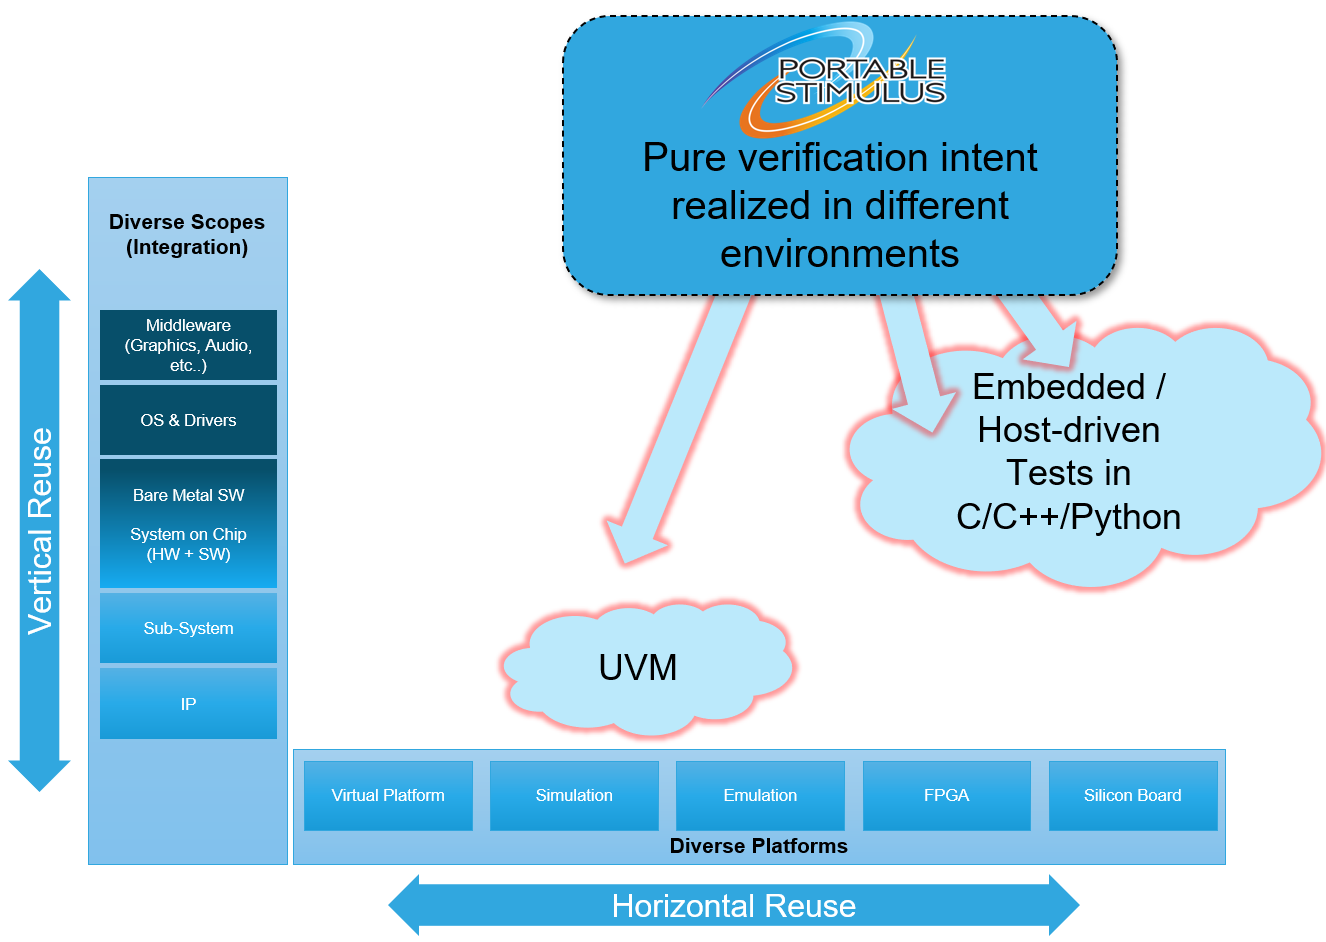 PORTABLE
STIMULUS
Pure verification intent
realized in different
environments
Diverse Scopes
(Integration)
Middleware
(Graphics, Audio,
etc..)
OS & Drivers
Bare Metal SW
System on Chip
(HW + SW)
Sub-System
IP
Vertical Reuse
Embedded /
Host-driven
Tests in
C/C++/Python
UVM
Virtual Platform
Simulation
Emulation
FPGA
Silicon Board
Diverse Platforms
Horizontal Reuse